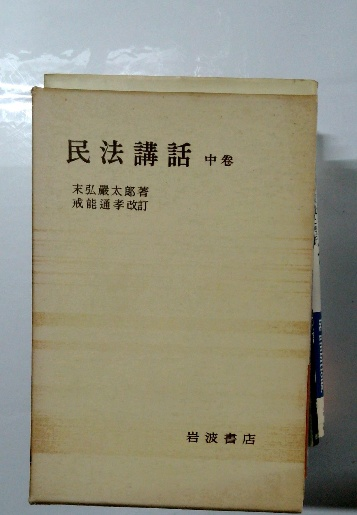 民法講話 中卷
末弘嚴太郎著
戒能通孝改訂
岩波書店